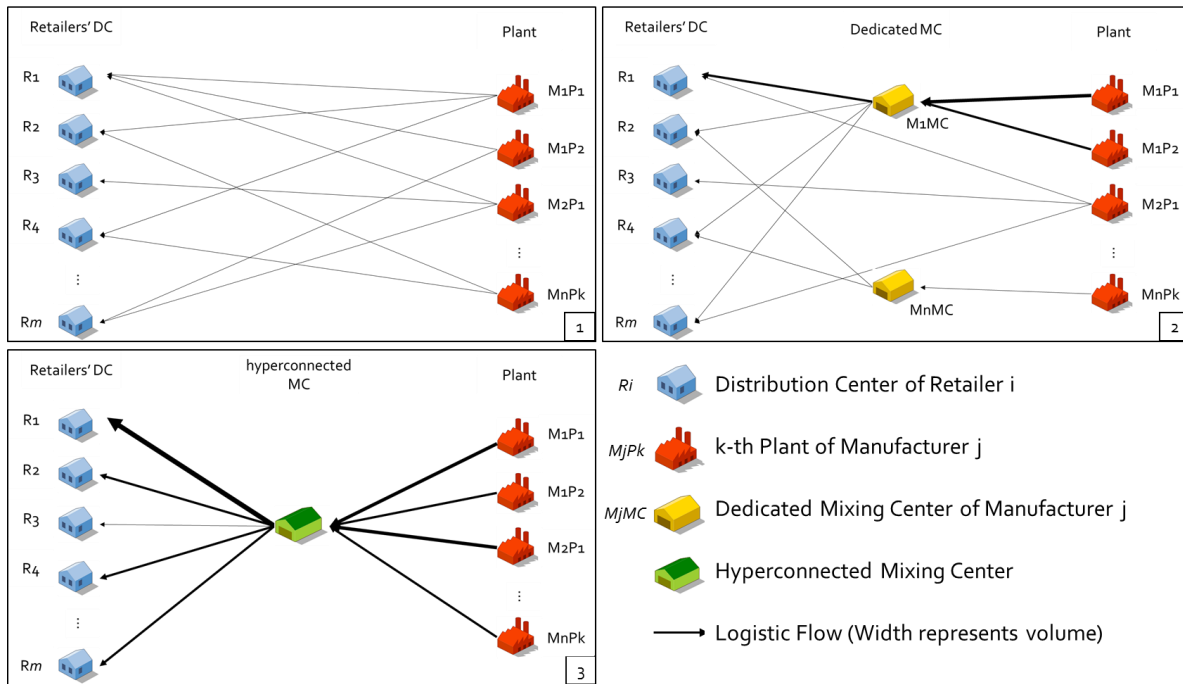 Retailers' DC
Plant
R1
R2
R3
R4
...
Rm
M1P1
M1P2
M2P1
...
MnPk
1
Retailers' DC
Dedicated MC
Plant
R1
R2
R3
R4
...
Rm
M1MC
MnMC
M1P1
M1P2
M2P1
...
MnPk
2
Retailers' DC
hyperconnected
MC
Plant
R1
R2
R3
R4
...
Rm
M1P1
M1P2
M2P1
...
MnPk
3
Ri Distribution Center of Retailer i
MjPk k-th Plant of Manufacturer j
MjMC Dedicated Mixing Center of Manufacturer j
Hyperconnected Mixing Center
Logistic Flow (Width represents volume)